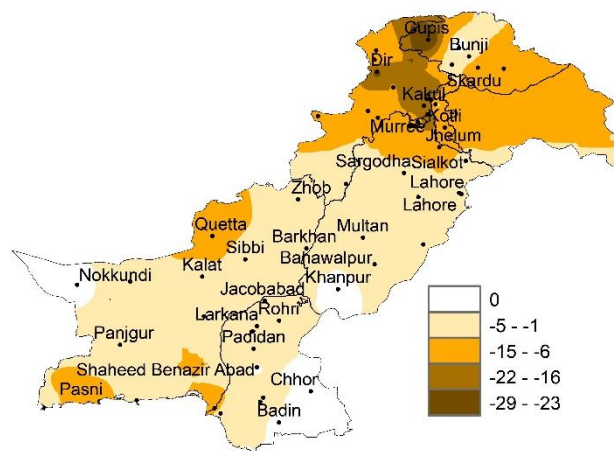 Gupis
Bunji
Dir
Skardu
Kakul
Kotli
Murree
Jhelum
Sargodha Sialkot
Zhob
Lahore
Lahore
Quetta
Multan
Sibbi
Barkhan
Bahawalpur
Nokkundi
Kalat
Khanpur
Jacobabad
Larkana
Rohri
Panjgur
Padidan
Shaheed Benazir Abad
Pasni
Chhor
Badin
0
-5 - -1
-15 - -6
-22 - -16
-29 - -23